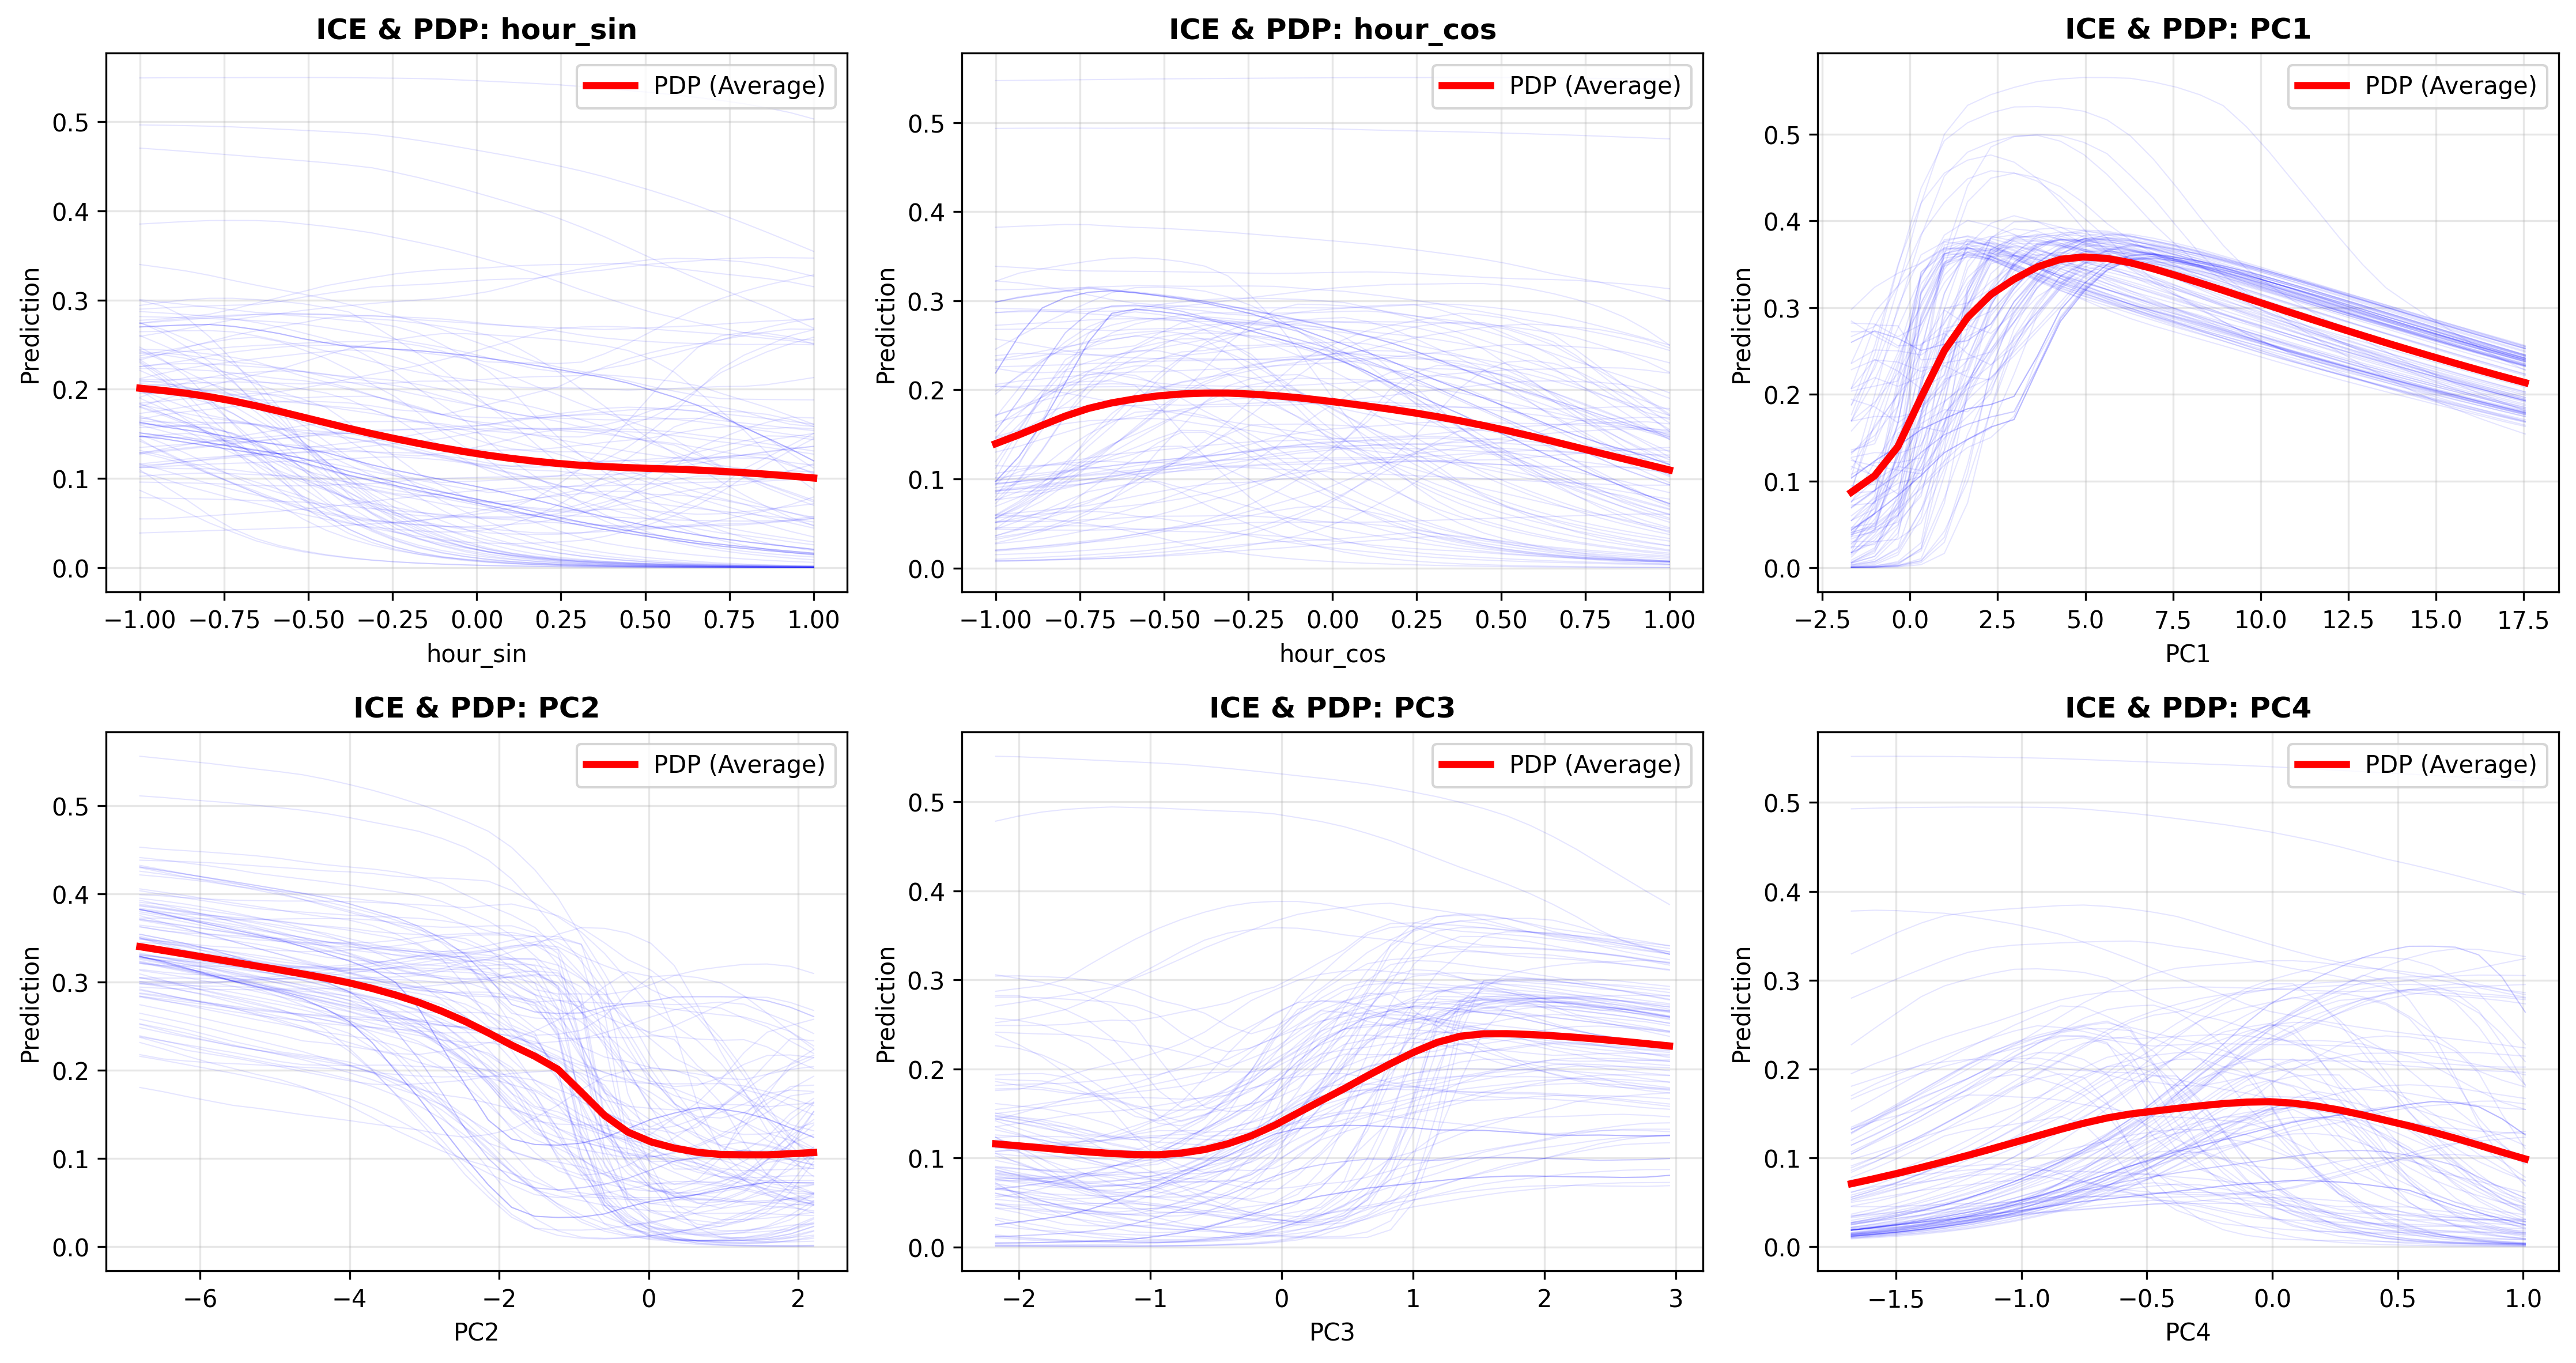 ICE & PDP: hour_sin
PDP (Average)
Prediction
0.5
0.4
0.3
0.2
0.1
0.0
−1.00 −0.75 −0.50 −0.25 0.00 0.25 0.50 0.75 1.00
hour_sin
ICE & PDP: hour_cos
PDP (Average)
Prediction
0.5
0.4
0.3
0.2
0.1
0.0
−1.00 −0.75 −0.50 −0.25 0.00 0.25 0.50 0.75 1.00
hour_cos
ICE & PDP: PC1
PDP (Average)
Prediction
0.5
0.4
0.3
0.2
0.1
0.0
−2.5 0.0 2.5 5.0 7.5 10.0 12.5 15.0 17.5
PC1
ICE & PDP: PC2
PDP (Average)
Prediction
0.5
0.4
0.3
0.2
0.1
0.0
−6 −4 −2 0 2
PC2
ICE & PDP: PC3
PDP (Average)
Prediction
0.5
0.4
0.3
0.2
0.1
0.0
−2 −1 0 1 2 3
PC3
ICE & PDP: PC4
PDP (Average)
Prediction
0.5
0.4
0.3
0.2
0.1
0.0
−1.5 −1.0 −0.5 0.0 0.5 1.0
PC4